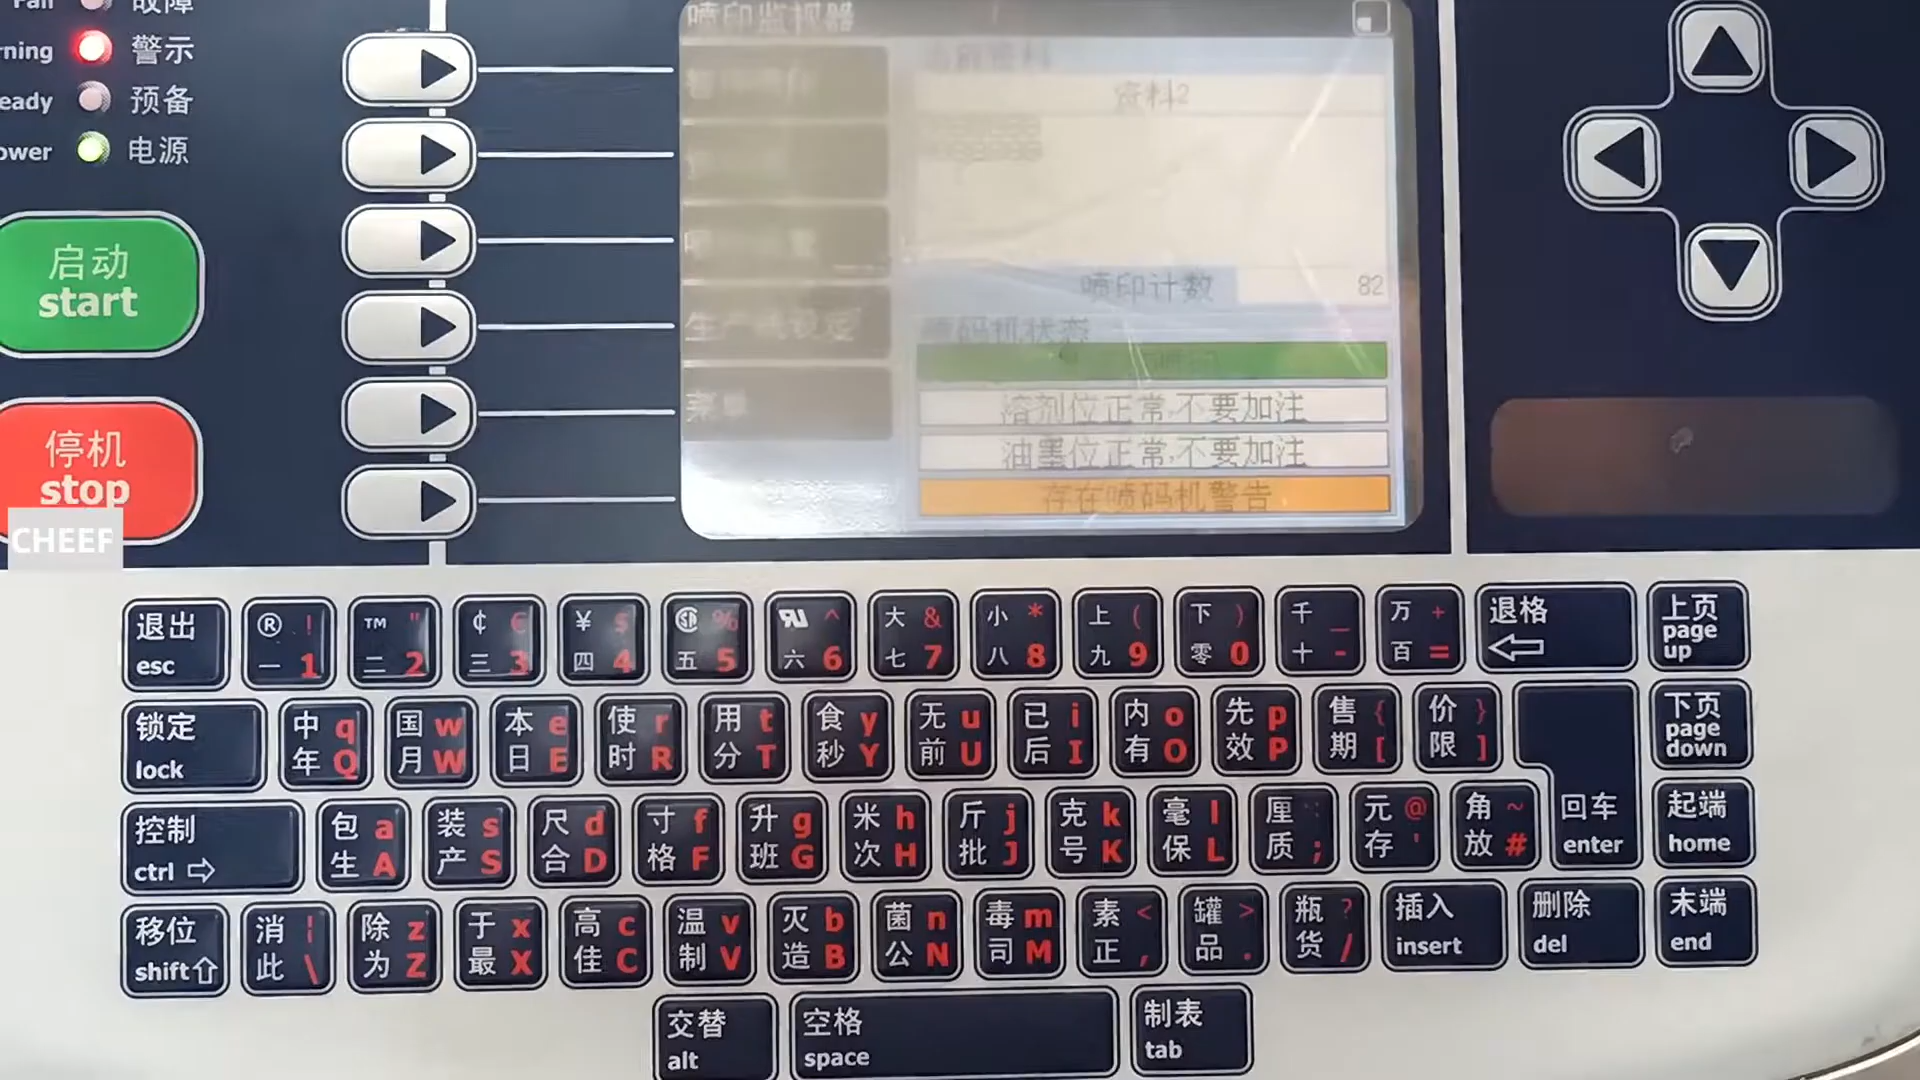 故障
rning 警示
eady 预备
ower 电源
启动
start
停机
stop
CHEEF
喷印监视器
资料2
喷印计数 82
喷码机状态
溶剂位正常,不要加注
油墨位正常,不要加注
存在喷码机警告
菜单
退出 esc
® ! 一 1
™ " 二 2
¢ € 三 3
¥ $ 四 4
% 五 5
^ 六 6
大 & 七 7
小 * 八 8
上 ( 九 9
下 ) 零 0
千 _ 十 -
万 + 百 =
退格
上页 page up
锁定 lock
中 q 年 Q
国 w 月 W
本 e 日 E
使 r 时 R
用 t 分 T
食 y 秒 Y
无 u 前 U
已 i 后 I
内 o 有 O
先 p 效 P
售 { 期 [
价 } 限 ]
下页 page down
控制 ctrl
包 a 生 A
装 s 产 S
尺 d 合 D
寸 f 格 F
升 g 班 G
米 h 次 H
斤 j 批 J
克 k 号 K
毫 l 保 L
厘 质 ;
元 @ 存 '
角 ~ 放 #
回车 enter
起端 home
移位 shift
消 ¦ 此 \
除 z 为 Z
于 x 最 X
高 c 佳 C
温 v 制 V
灭 b 造 B
菌 n 公 N
毒 m 司 M
素 < 正 ,
罐 > 品 .
瓶 ? 货 /
插入 insert
删除 del
末端 end
交替 alt
空格 space
制表 tab